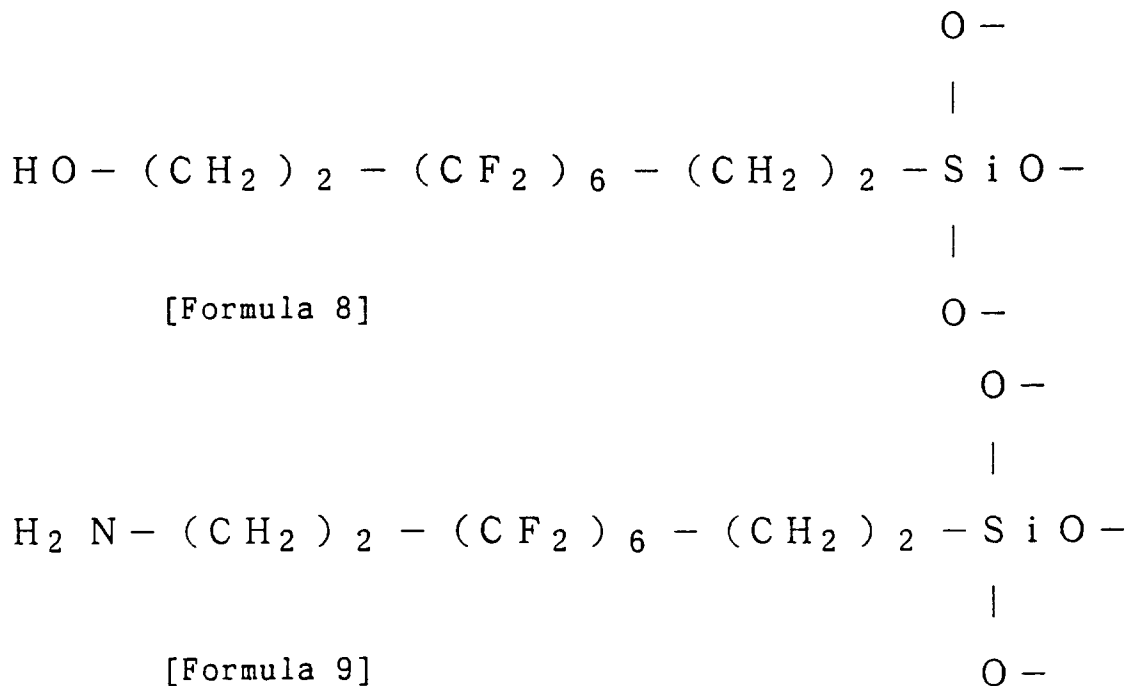 O –
|
HO – (CH₂)₂ – (CF₂)₆ – (CH₂)₂ – SiO –
|
[Formula 8]
O –
O –
|
H₂N – (CH₂)₂ – (CF₂)₆ – (CH₂)₂ – SiO –
|
[Formula 9]
O –